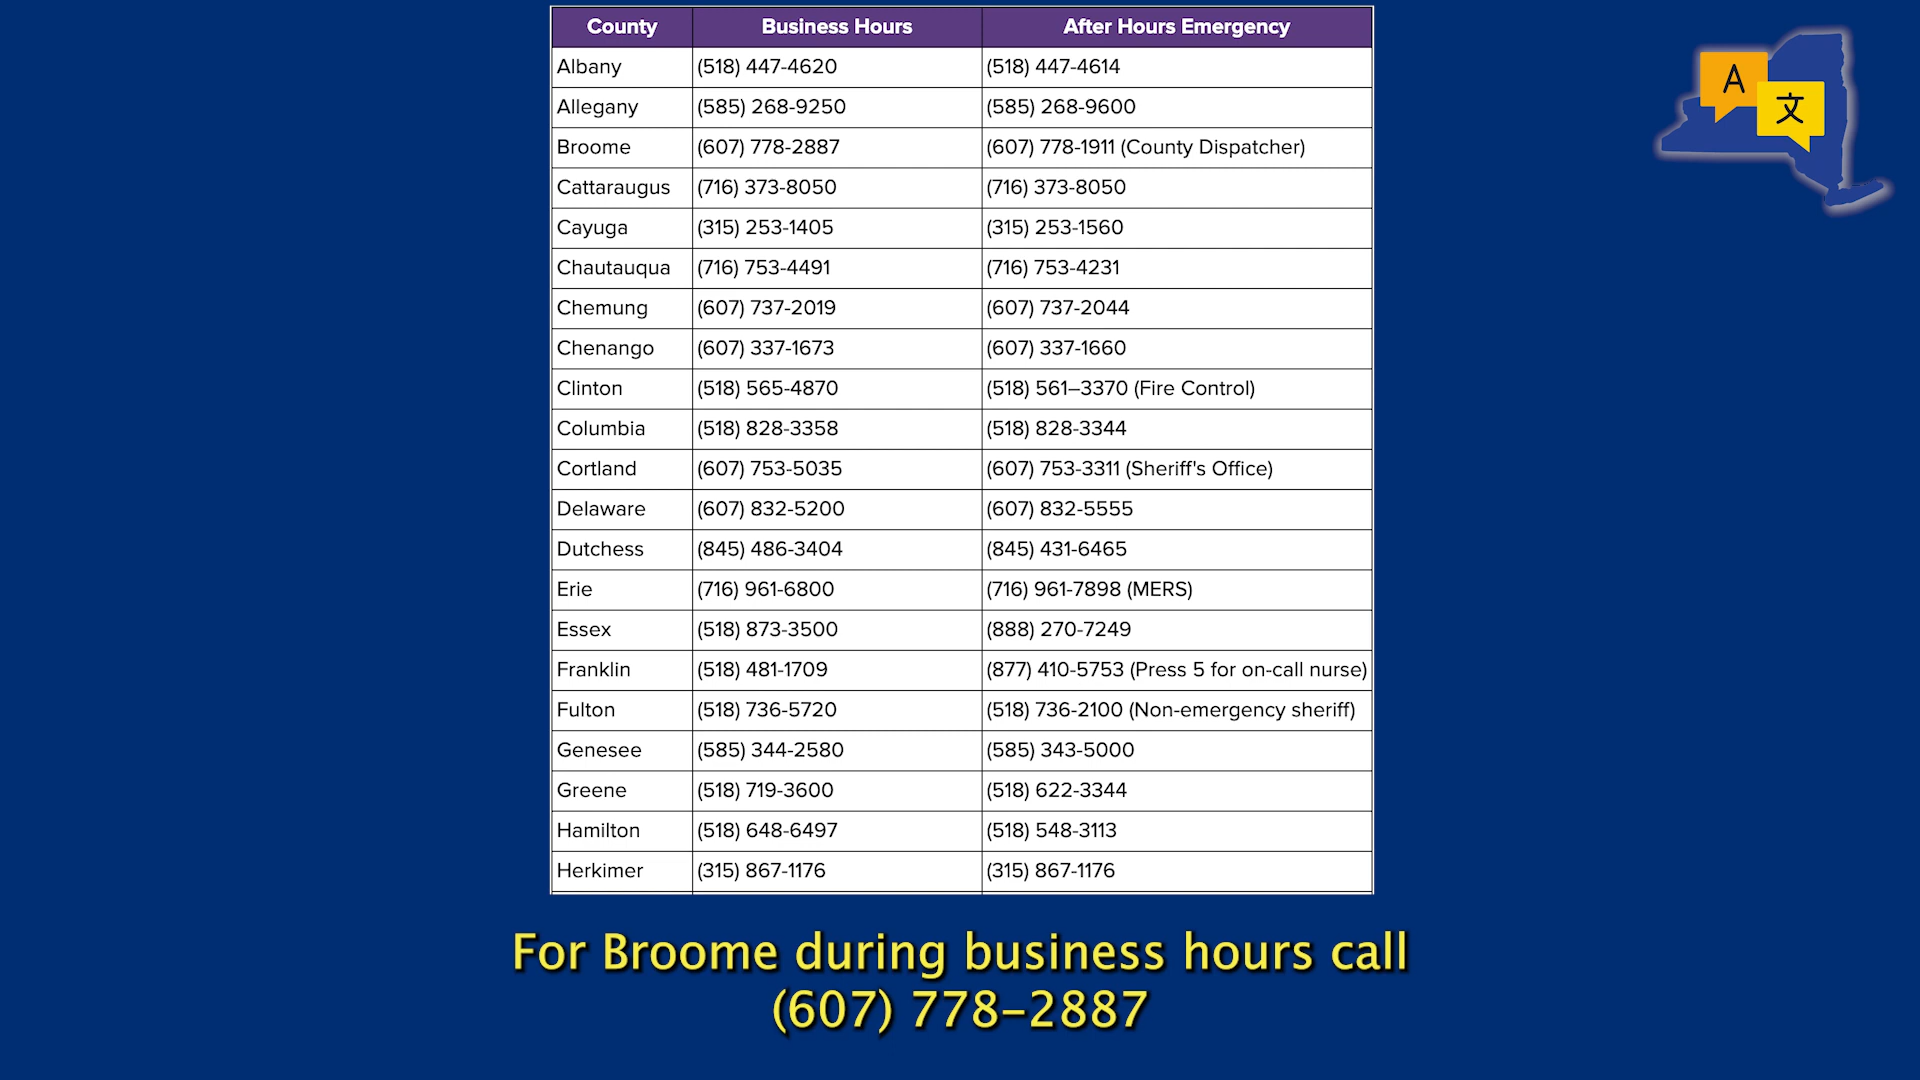 County Business Hours After Hours Emergency
Albany (518) 447-4620 (518) 447-4614
Allegany (585) 268-9250 (585) 268-9600
Broome (607) 778-2887 (607) 778-1911 (County Dispatcher)
Cattaraugus (716) 373-8050 (716) 373-8050
Cayuga (315) 253-1405 (315) 253-1560
Chautauqua (716) 753-4491 (716) 753-4231
Chemung (607) 737-2019 (607) 737-2044
Chenango (607) 337-1673 (607) 337-1660
Clinton (518) 565-4870 (518) 561–3370 (Fire Control)
Columbia (518) 828-3358 (518) 828-3344
Cortland (607) 753-5035 (607) 753-3311 (Sheriff's Office)
Delaware (607) 832-5200 (607) 832-5555
Dutchess (845) 486-3404 (845) 431-6465
Erie (716) 961-6800 (716) 961-7898 (MERS)
Essex (518) 873-3500 (888) 270-7249
Franklin (518) 481-1709 (877) 410-5753 (Press 5 for on-call nurse)
Fulton (518) 736-5720 (518) 736-2100 (Non-emergency sheriff)
Genesee (585) 344-2580 (585) 343-5000
Greene (518) 719-3600 (518) 622-3344
Hamilton (518) 648-6497 (518) 548-3113
Herkimer (315) 867-1176 (315) 867-1176
A
文
For Broome during business hours call
(607) 778-2887